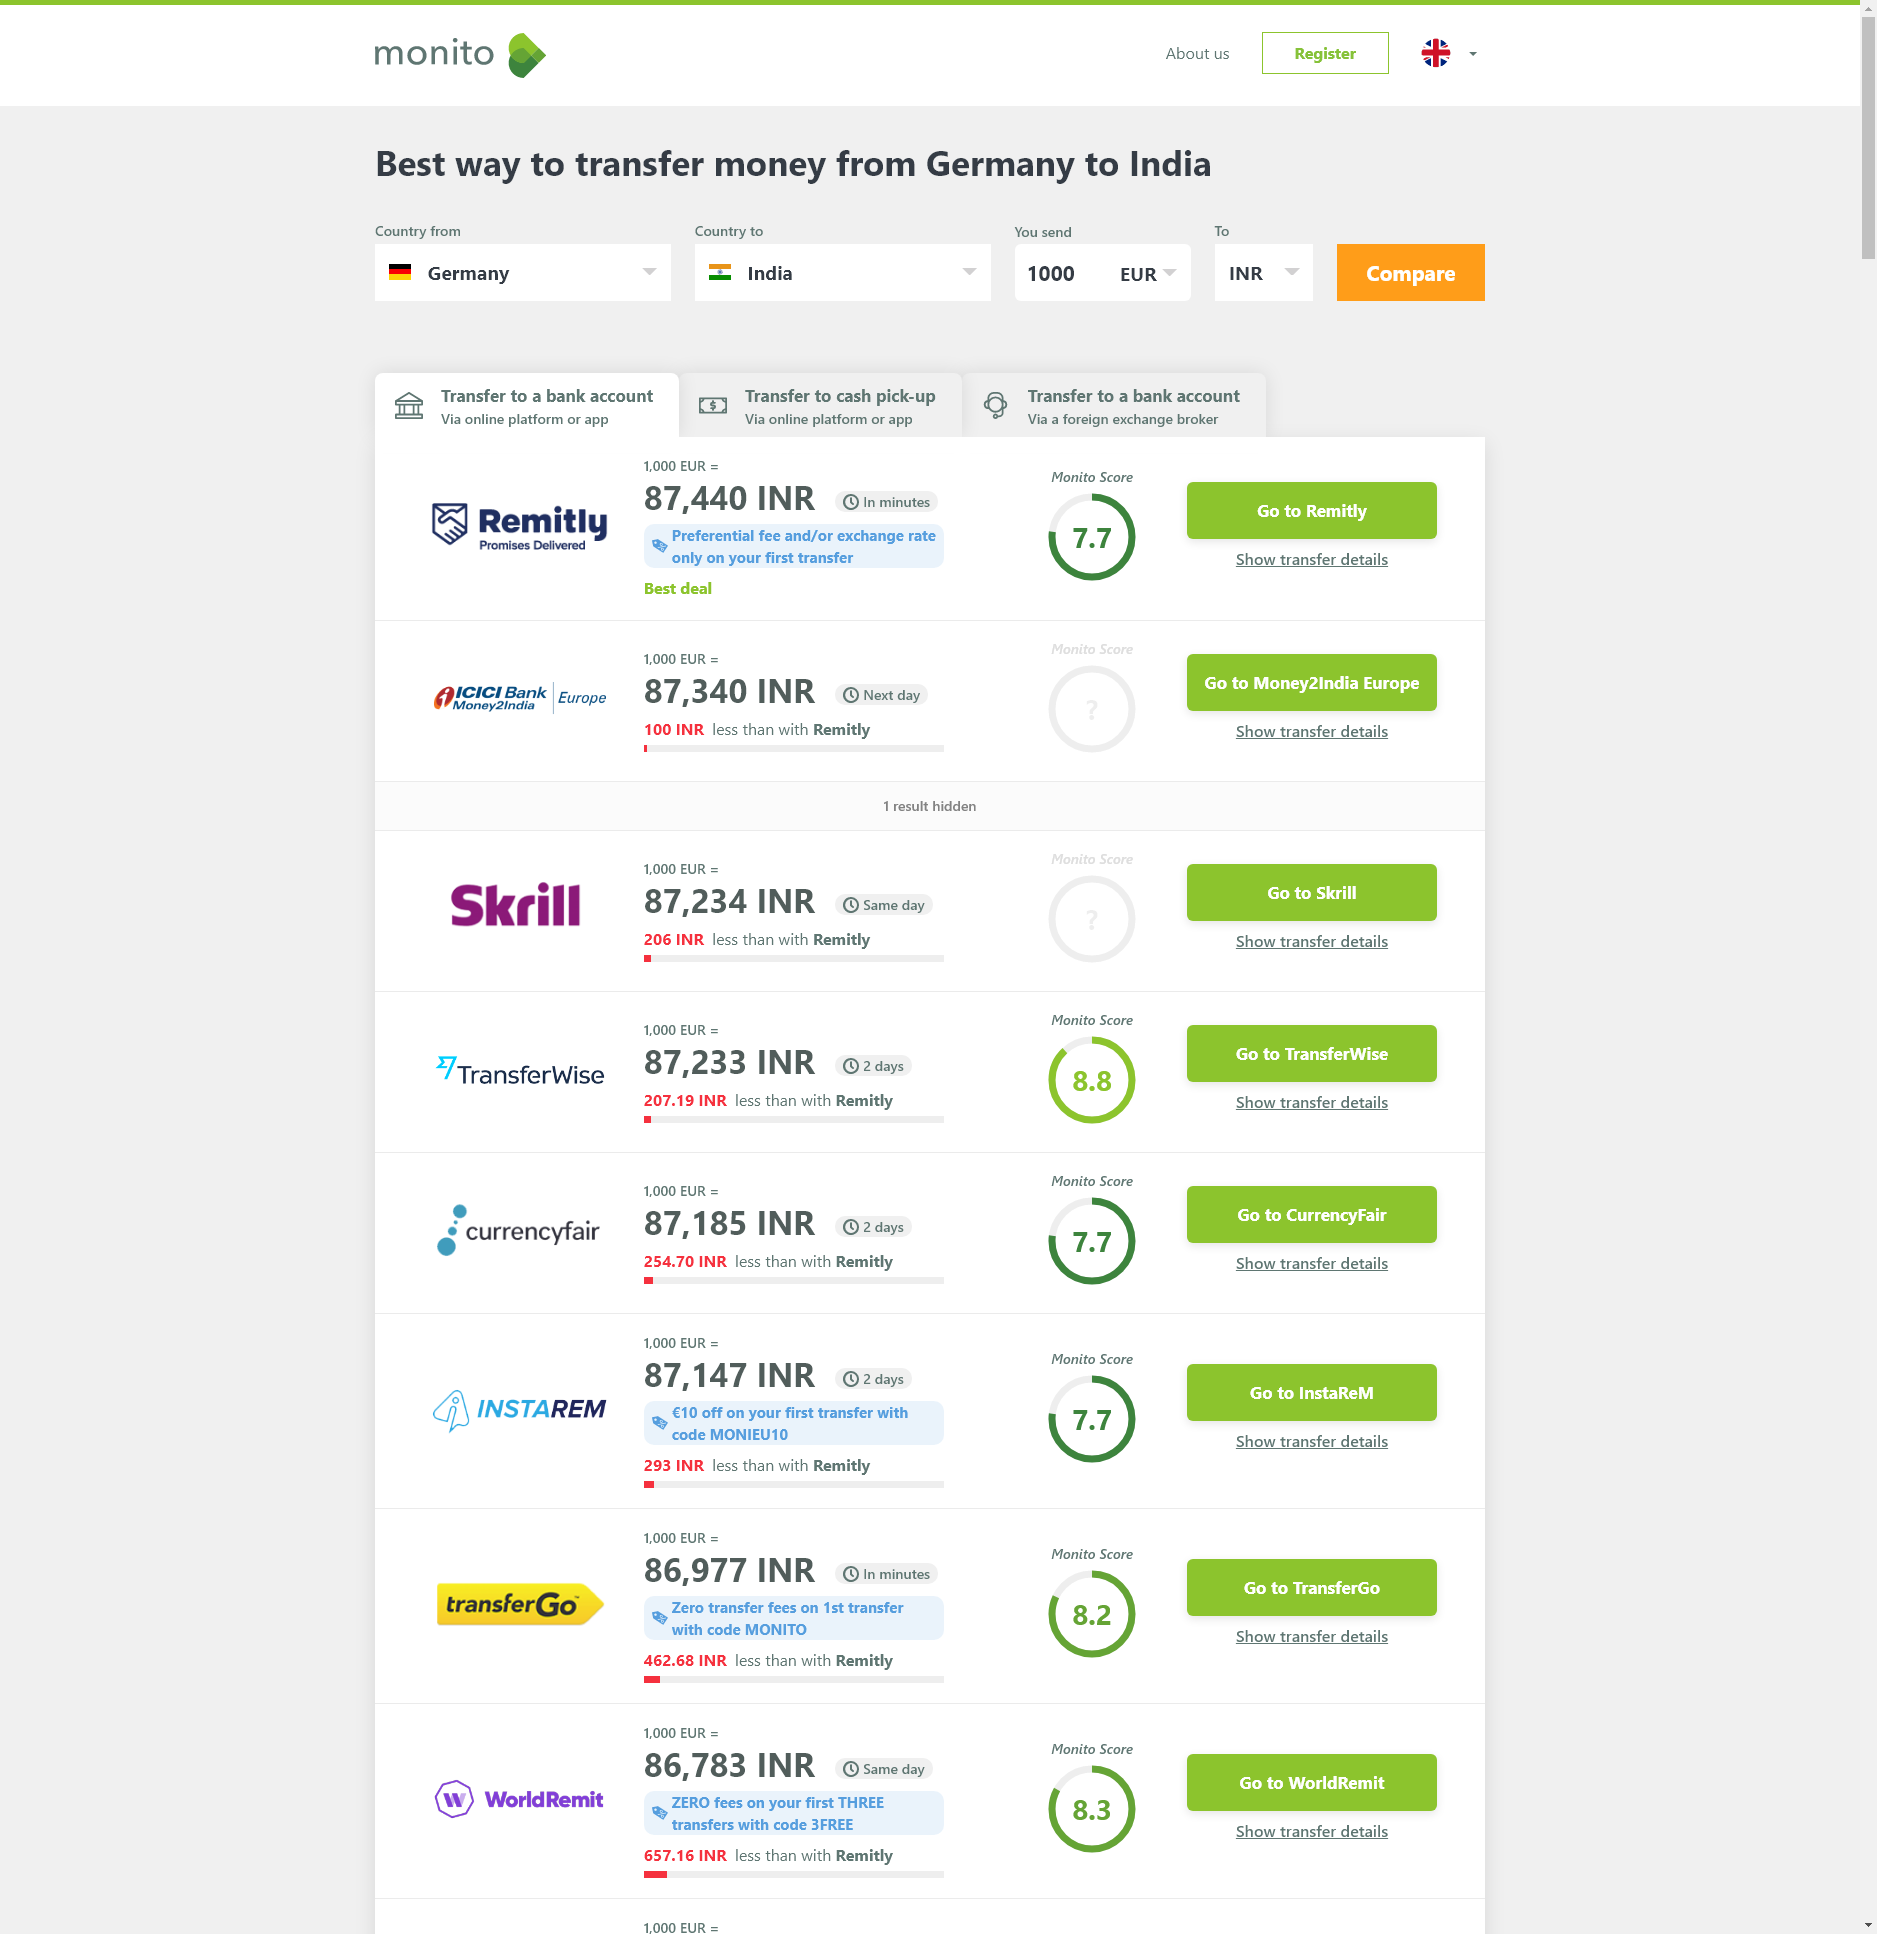 monito
About us
Register
Best way to transfer money from Germany to India
Country from
Country to
You send
To
Germany
India
1000 EUR
INR
Compare
Transfer to a bank account
Via online platform or app
Transfer to cash pick-up
Via online platform or app
Transfer to a bank account
Via a foreign exchange broker
Remitly
Promises Delivered
1,000 EUR =
87,440 INR In minutes
Preferential fee and/or exchange rate
only on your first transfer
Best deal
Monito Score
7.7
Go to Remitly
Show transfer details
ICICI Bank
Money2India
Europe
1,000 EUR =
87,340 INR Next day
100 INR less than with Remitly
Monito Score
?
Go to Money2India Europe
Show transfer details
1 result hidden
Skrill
1,000 EUR =
87,234 INR Same day
206 INR less than with Remitly
Monito Score
?
Go to Skrill
Show transfer details
TransferWise
1,000 EUR =
87,233 INR 2 days
207.19 INR less than with Remitly
Monito Score
8.8
Go to TransferWise
Show transfer details
currencyfair
1,000 EUR =
87,185 INR 2 days
254.70 INR less than with Remitly
Monito Score
7.7
Go to CurrencyFair
Show transfer details
INSTAREM
1,000 EUR =
87,147 INR 2 days
€10 off on your first transfer with
code MONIEU10
293 INR less than with Remitly
Monito Score
7.7
Go to InstaReM
Show transfer details
transferGo™
1,000 EUR =
86,977 INR In minutes
Zero transfer fees on 1st transfer
with code MONITO
462.68 INR less than with Remitly
Monito Score
8.2
Go to TransferGo
Show transfer details
WorldRemit
1,000 EUR =
86,783 INR Same day
ZERO fees on your first THREE
transfers with code 3FREE
657.16 INR less than with Remitly
Monito Score
8.3
Go to WorldRemit
Show transfer details
1,000 EUR =